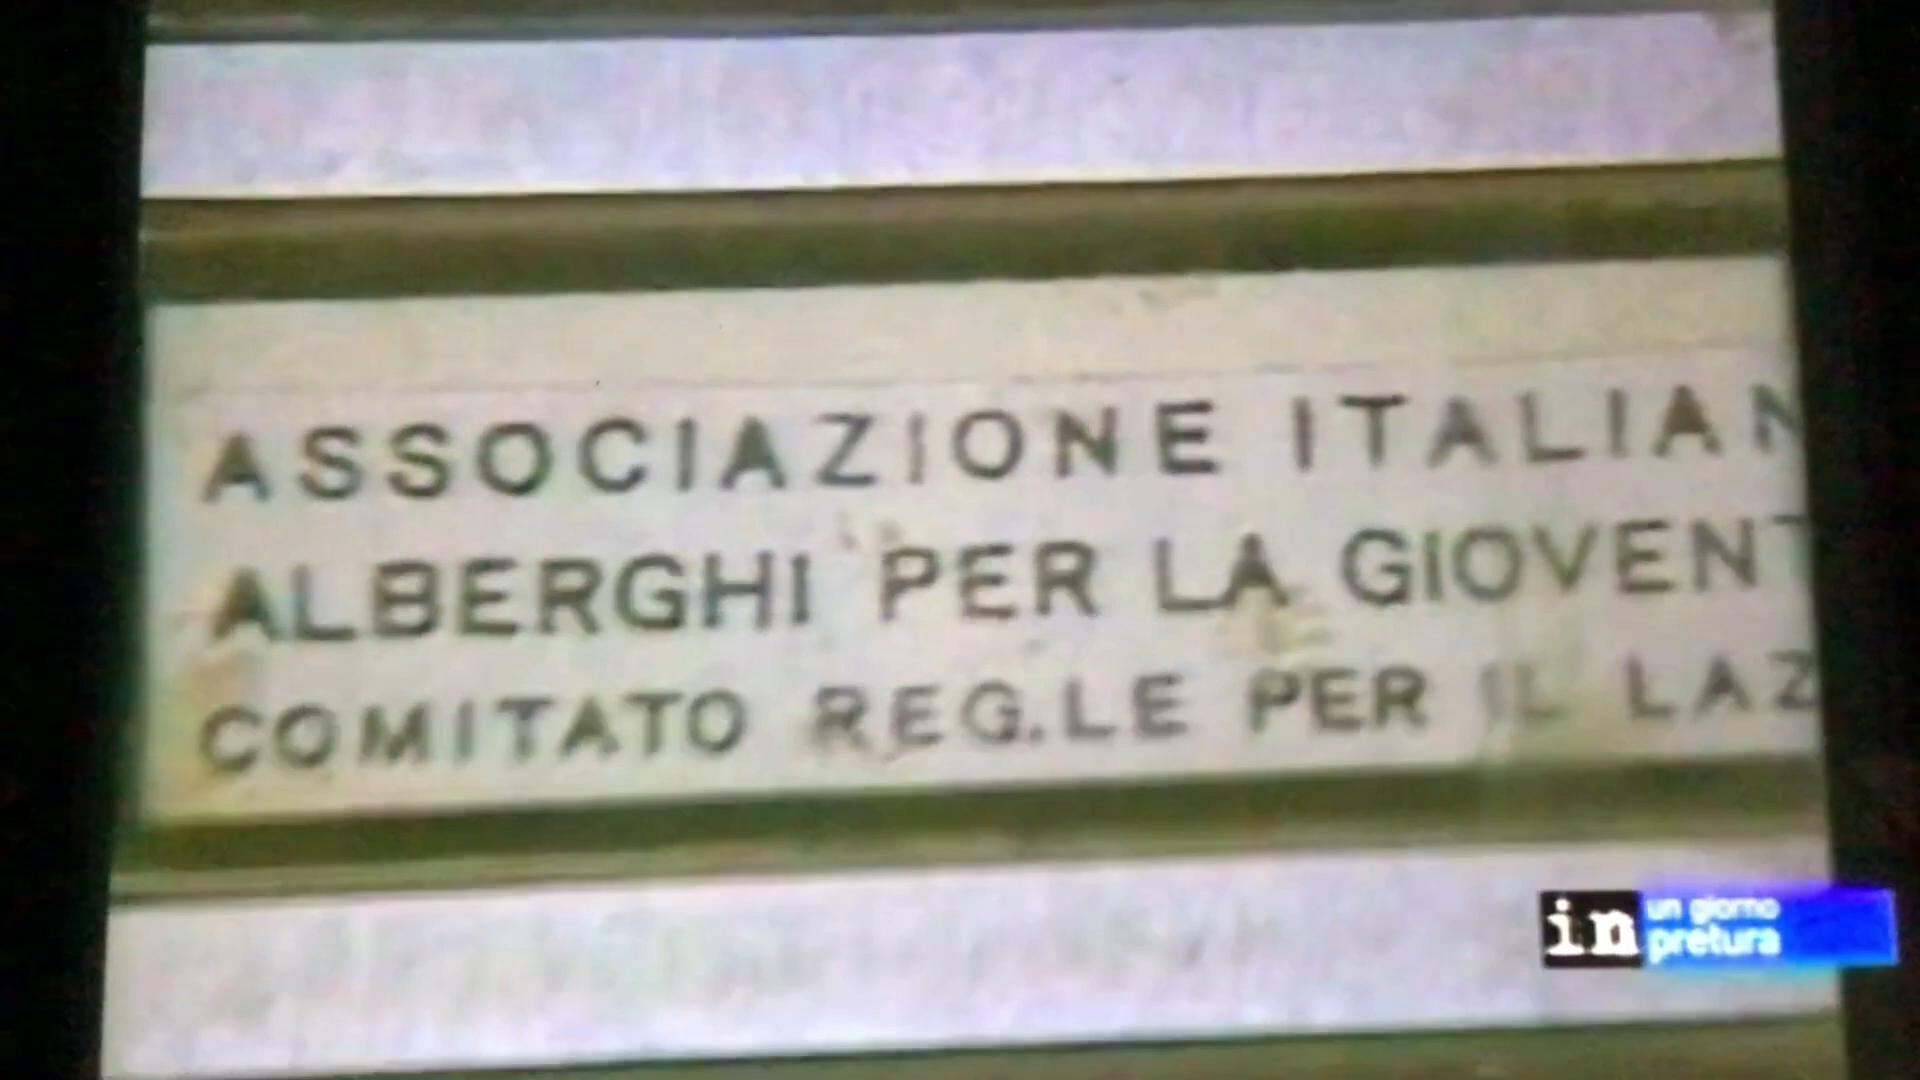 ASSOCIAZIONE ITALIAN
ALBERGHI PER LA GIOVENT
COMITATO REG.LE PER IL LAZ
in un giorno
pretura